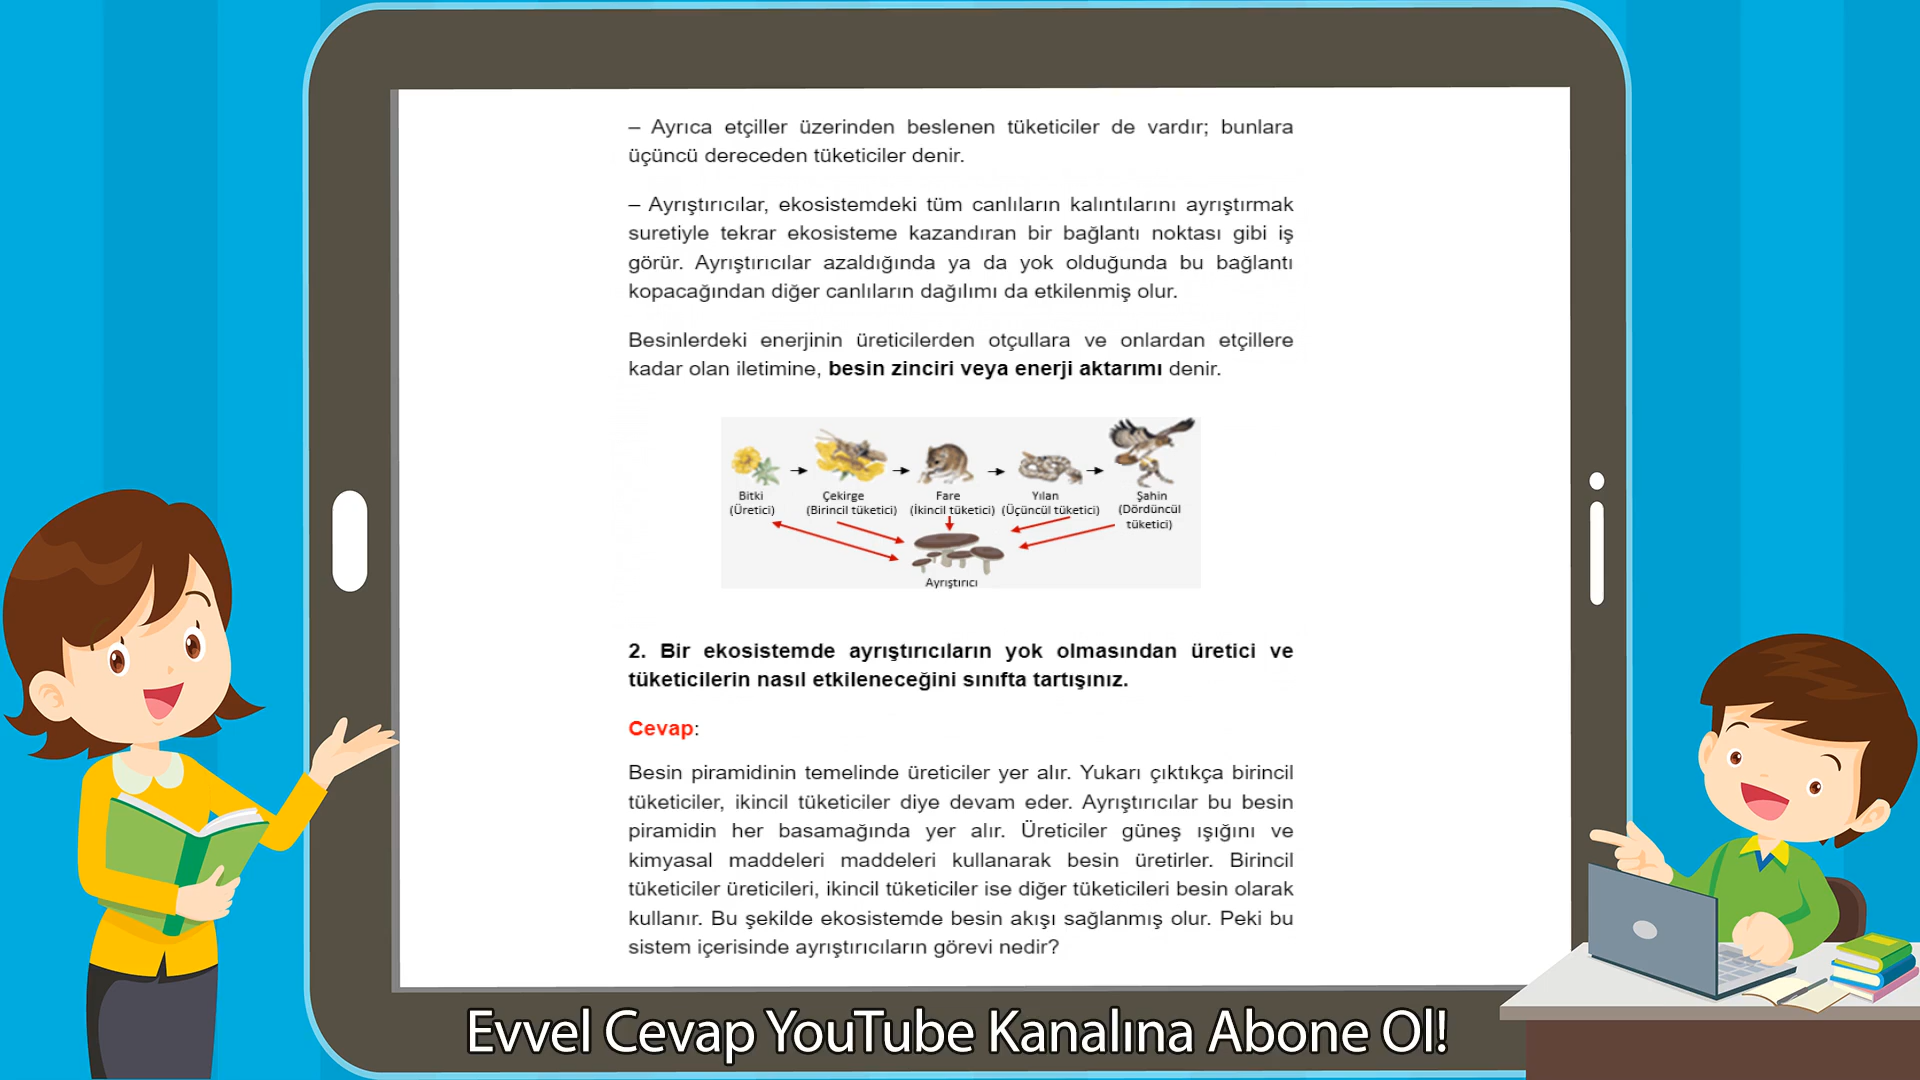 – Ayrıca etçiller üzerinden beslenen tüketiciler de vardır; bunlara
üçüncü dereceden tüketiciler denir.
– Ayrıştırıcılar, ekosistemdeki tüm canlıların kalıntılarını ayrıştırmak
suretiyle tekrar ekosisteme kazandıran bir bağlantı noktası gibi iş
görür. Ayrıştırıcılar azaldığında ya da yok olduğunda bu bağlantı
kopacağından diğer canlıların dağılımı da etkilenmiş olur.
Besinlerdeki enerjinin üreticilerden otçullara ve onlardan etçillere
kadar olan iletimine, besin zinciri veya enerji aktarımı denir.
Bitki Çekirge Fare Yılan Şahin
(Üretici) (Birincil tüketici) (İkincil tüketici) (Üçüncül tüketici) (Dördüncül
tüketici)
Ayrıştırıcı
2. Bir ekosistemde ayrıştırıcıların yok olmasından üretici ve
tüketicilerin nasıl etkileneceğini sınıfta tartışınız.
Cevap:
Besin piramidinin temelinde üreticiler yer alır. Yukarı çıktıkça birincil
tüketiciler, ikincil tüketiciler diye devam eder. Ayrıştırıcılar bu besin
piramidin her basamağında yer alır. Üreticiler güneş ışığını ve
kimyasal maddeleri maddeleri kullanarak besin üretirler. Birincil
tüketiciler üreticileri, ikincil tüketiciler ise diğer tüketicileri besin olarak
kullanır. Bu şekilde ekosistemde besin akışı sağlanmış olur. Peki bu
sistem içerisinde ayrıştırıcıların görevi nedir?
Evvel Cevap YouTube Kanalına Abone Ol!